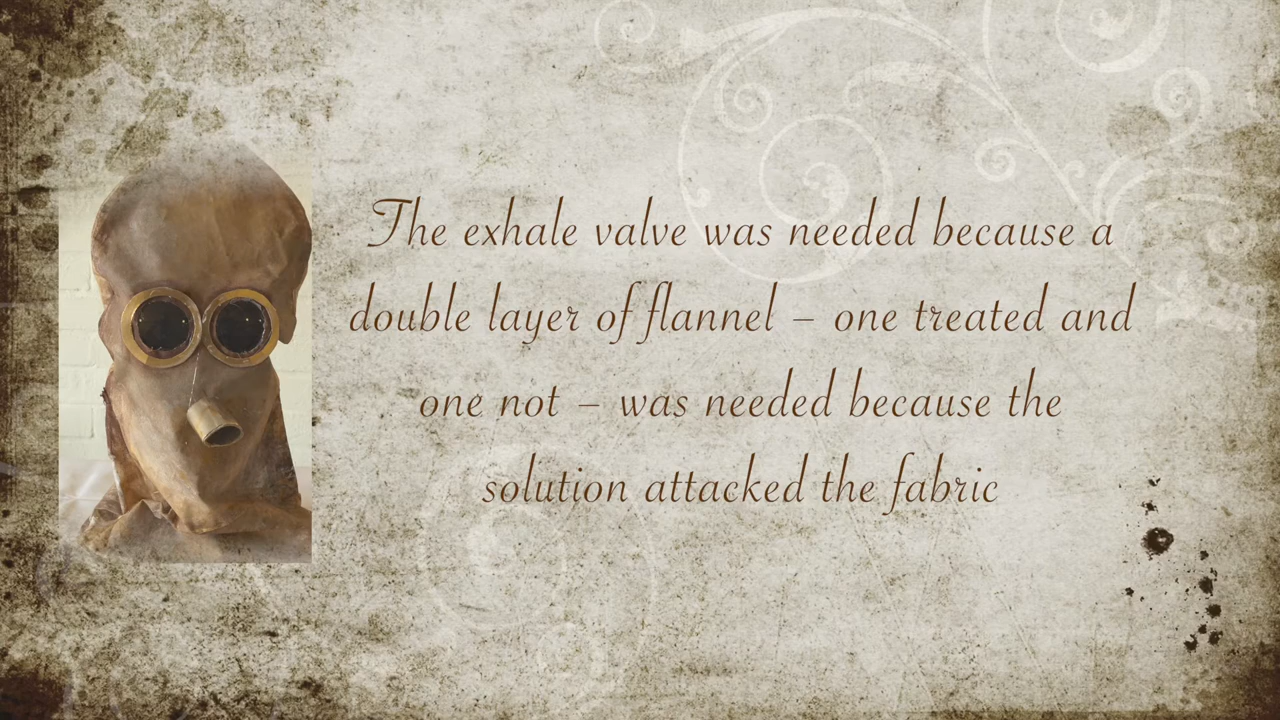 The exhale valve was needed because a
double layer of flannel – one treated and
one not – was needed because the
solution attacked the fabric